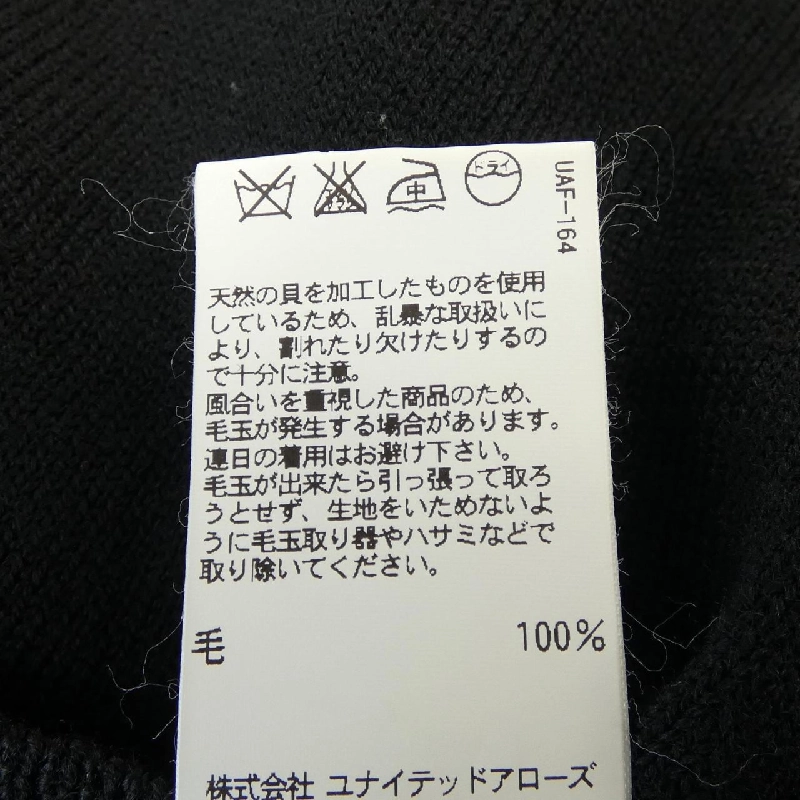 中
ドライ
UAF-164
天然の貝を加工したものを使用
しているため、乱暴な取扱いに
より、割れたり欠けたりするの
で十分に注意。
風合いを重視した商品のため、
毛玉が発生する場合があります。
連日の着用はお避け下さい。
毛玉が出来たら引っ張って取ろ
うとせず、生地をいためないよ
うに毛玉取り器やハサミなどで
取り除いてください。
毛 100%
株式会社 ユナイテッドアローズ